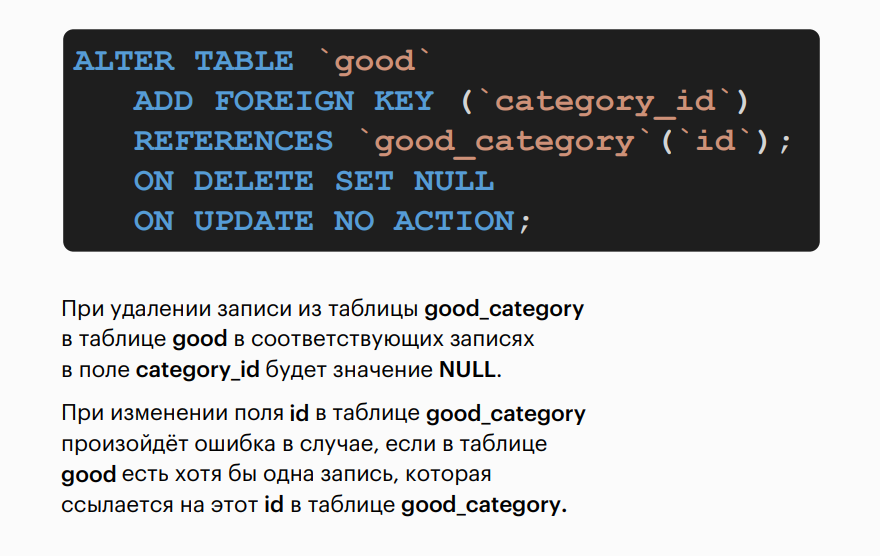 ALTER TABLE `good`
ADD FOREIGN KEY (`category_id`)
REFERENCES `good_category`(`id`);
ON DELETE SET NULL
ON UPDATE NO ACTION;
При удалении записи из таблицы good_category
в таблице good в соответствующих записях
в поле category_id будет значение NULL.
При изменении поля id в таблице good_category
произойдёт ошибка в случае, если в таблице
good есть хотя бы одна запись, которая
ссылается на этот id в таблице good_category.